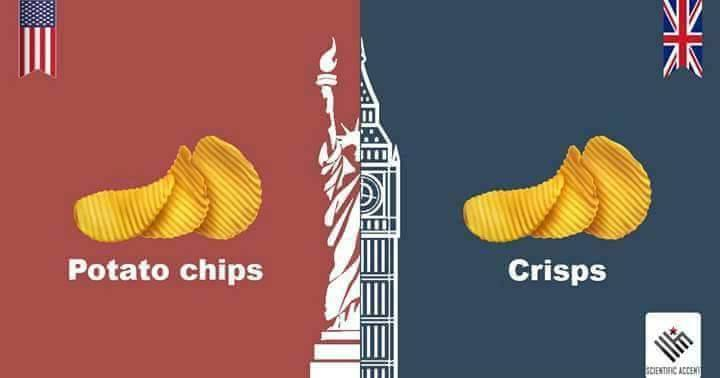 Potato chips
Crisps
SCIENTIFIC ACCENT